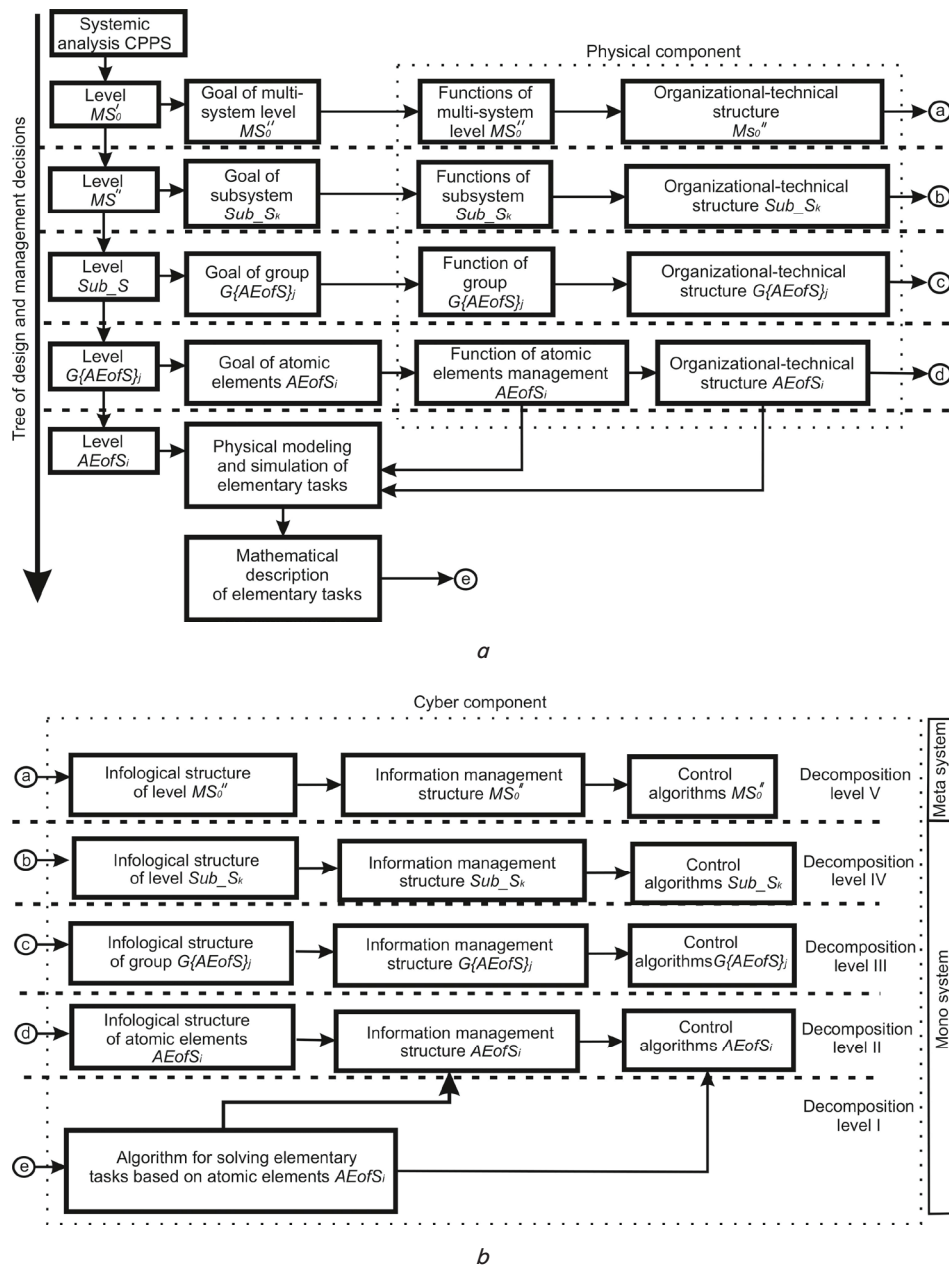 Systemic
analysis CPPS
Tree of design and management decisions
Physical component
Level
MS₀′
Goal of multi-
system level
MS₀′′
Functions of
multi-system
level MS₀′′
Organizational-technical
structure
Ms₀′′
a
Level
MS′′
Goal of
subsystem
Sub_Sₖ
Functions of
subsystem
Sub_Sₖ
Organizational-technical
structure Sub_Sₖ
b
Level
Sub_S
Goal of group
G{AEofS}ⱼ
Function of
group
G{AEofS}ⱼ
Organizational-technical
structure G{AEofS}ⱼ
c
Level
G{AEofS}ⱼ
Goal of atomic
elements AEofSᵢ
Function of atomic
elements management
AEofSᵢ
Organizational-technical
structure AEofSᵢ
d
Level
AEofSᵢ
Physical modeling
and simulation of
elementary tasks
Mathematical
description
of elementary tasks
e
a
Cyber component
a
Infological structure
of level MS₀′′
Information management
structure MS₀′′
Control
algorithms MS₀′′
Decomposition
level V
Meta system
b
Infological structure
of level Sub_Sₖ
Information management
structure Sub_Sₖ
Control
algorithms Sub_Sₖ
Decomposition
level IV
c
Infological structure
of group G{AEofS}ⱼ
Information management
structure G{AEofS}ⱼ
Control
algorithmsG{AEofS}ⱼ
Decomposition
level III
Mono system
d
Infological structure
of atomic elements
AEofSᵢ
Information management
structure AEofSᵢ
Control
algorithms AEofSᵢ
Decomposition
level II
Decomposition
level I
e
Algorithm for solving elementary
tasks based on atomic elements AEofSᵢ
b